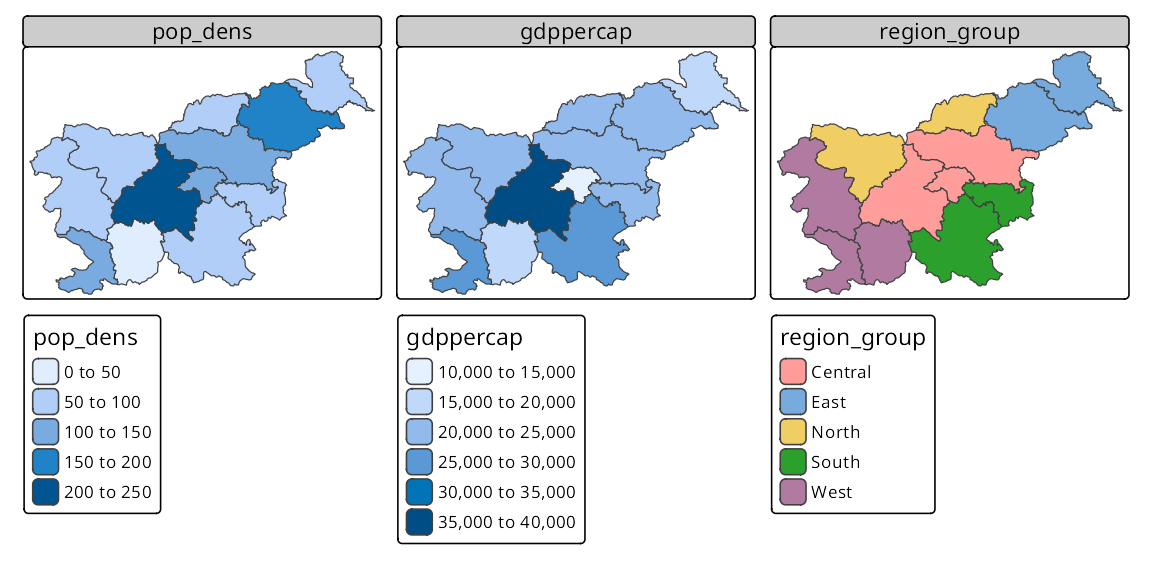 pop_dens
gdppercap
region_group
pop_dens
0 to 50
50 to 100
100 to 150
150 to 200
200 to 250
gdppercap
10,000 to 15,000
15,000 to 20,000
20,000 to 25,000
25,000 to 30,000
30,000 to 35,000
35,000 to 40,000
region_group
Central
East
North
South
West